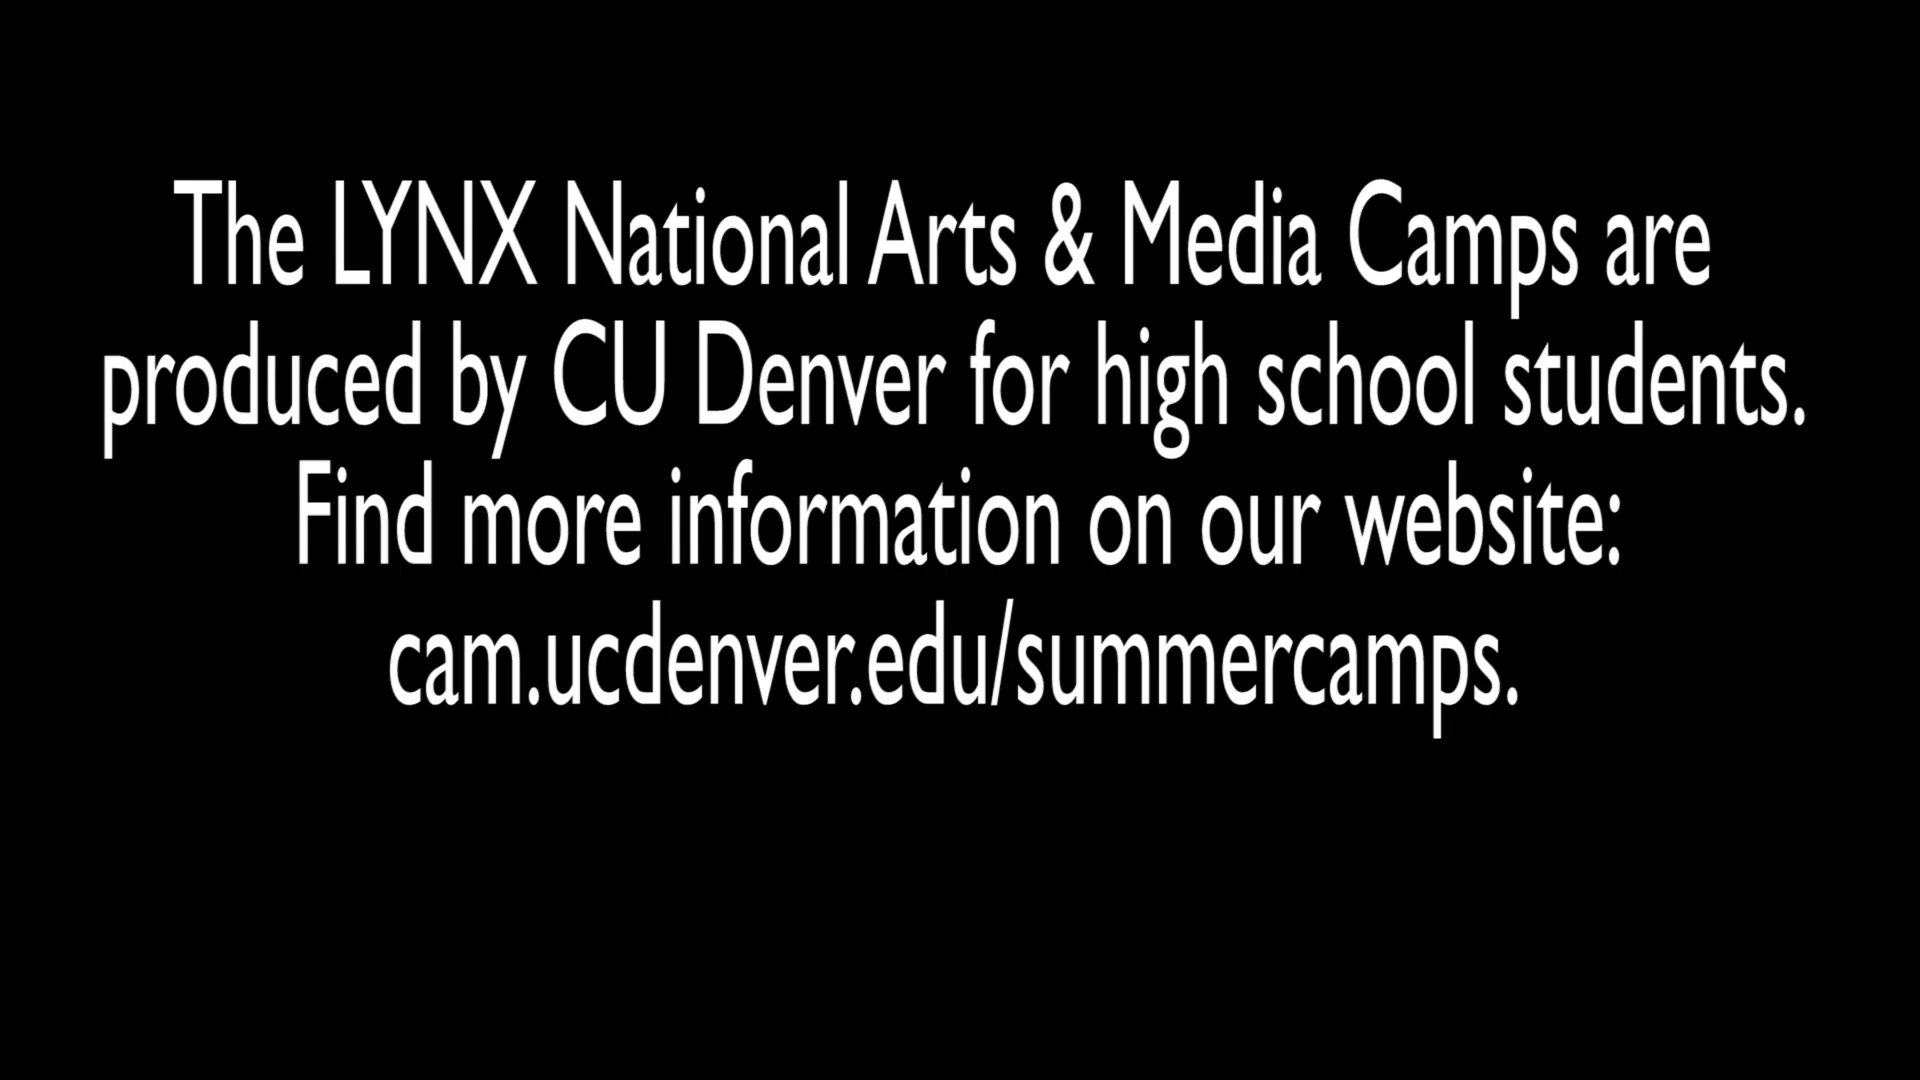 The LYNX National Arts & Media Camps are
produced by CU Denver for high school students.
Find more information on our website:
cam.ucdenver.edu/summercamps.